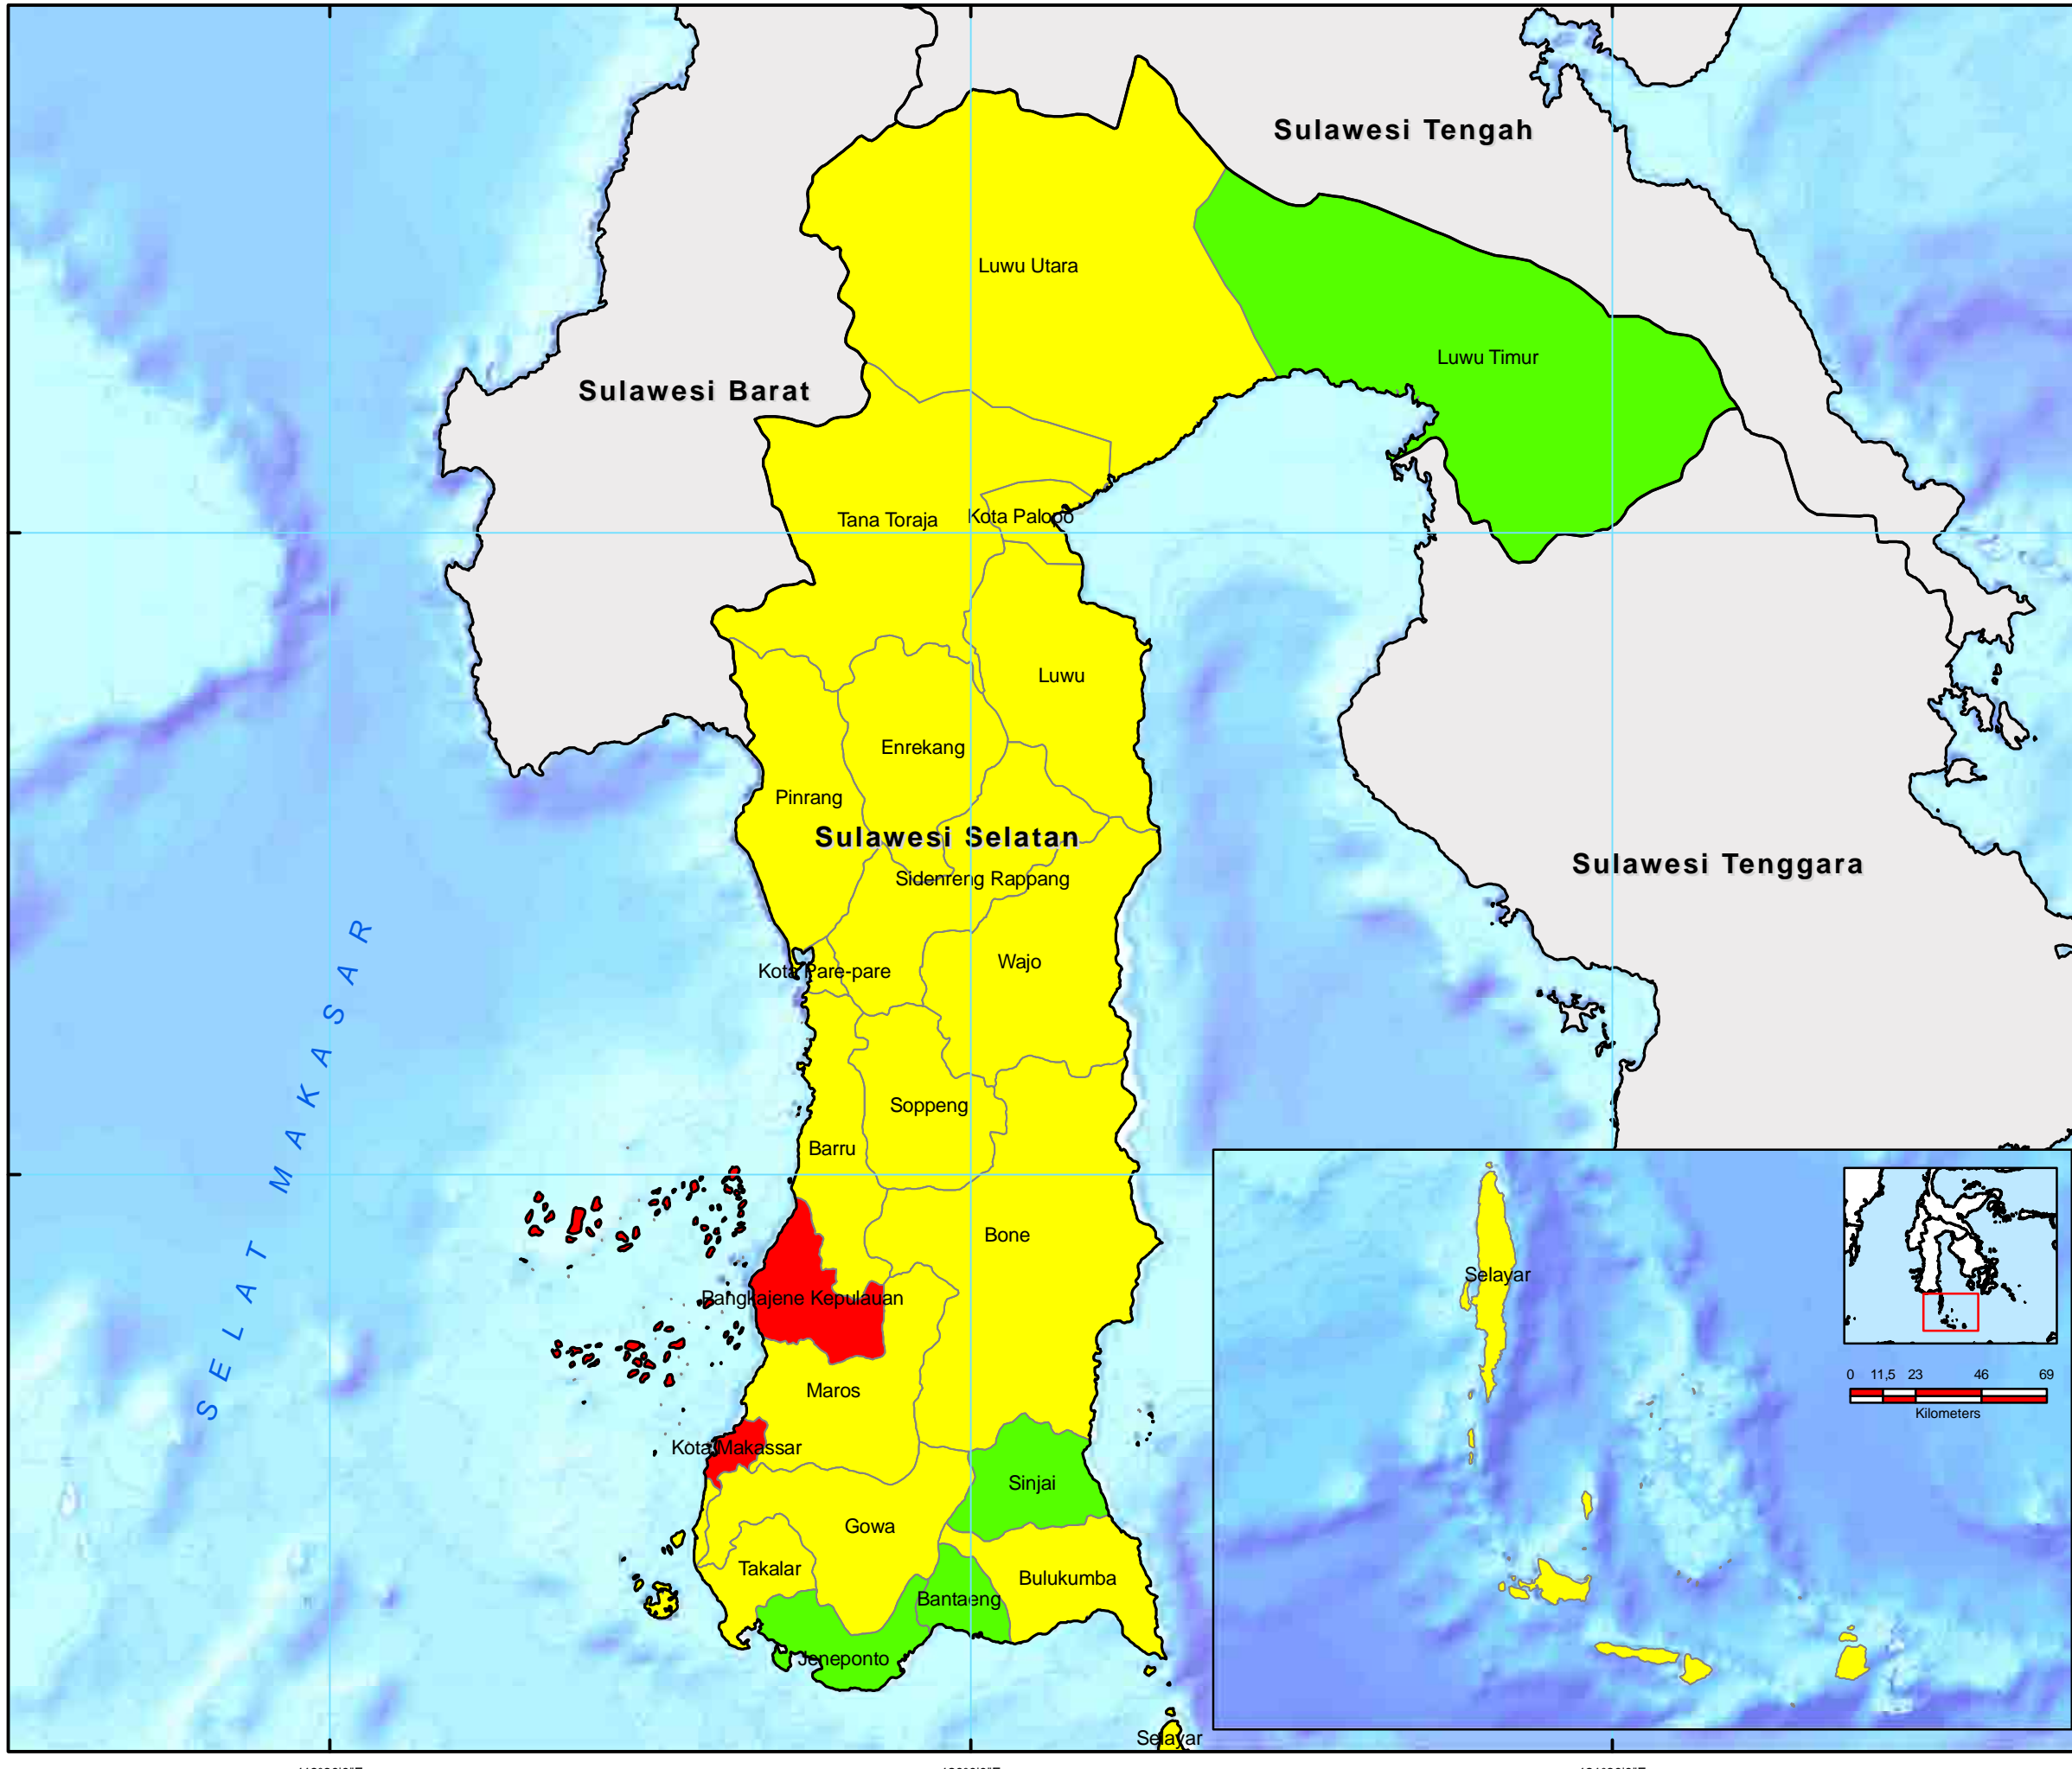 Sulawesi Tengah
Luwu Utara
Luwu Timur
Sulawesi Barat
Tana Toraja
Kota Palopo
Luwu
Enrekang
Pinrang
Sulawesi Selatan
Sulawesi Tenggara
Sidenreng Rappang
Wajo
Kota Pare-pare
SELAT MAKASAR
Soppeng
Barru
Bone
Pangkajene Kepulauan
Maros
Kota Makassar
Sinjai
Gowa
Takalar
Bulukumba
Bantaeng
Jeneponto
Selayar
Selayar
0 11,5 23 46 69
Kilometers